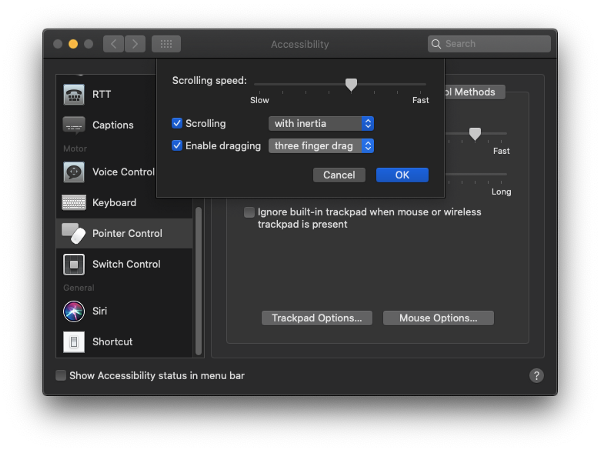 Accessibility
Search
RTT
Captions
Motor
Voice Control
Keyboard
Pointer Control
Switch Control
General
Siri
Shortcut
Scrolling speed:
Slow
Fast
Scrolling
with inertia
Enable dragging
three finger drag
Cancel
OK
ol Methods
Fast
Long
Ignore built-in trackpad when mouse or wireless
trackpad is present
Trackpad Options...
Mouse Options...
Show Accessibility status in menu bar
?